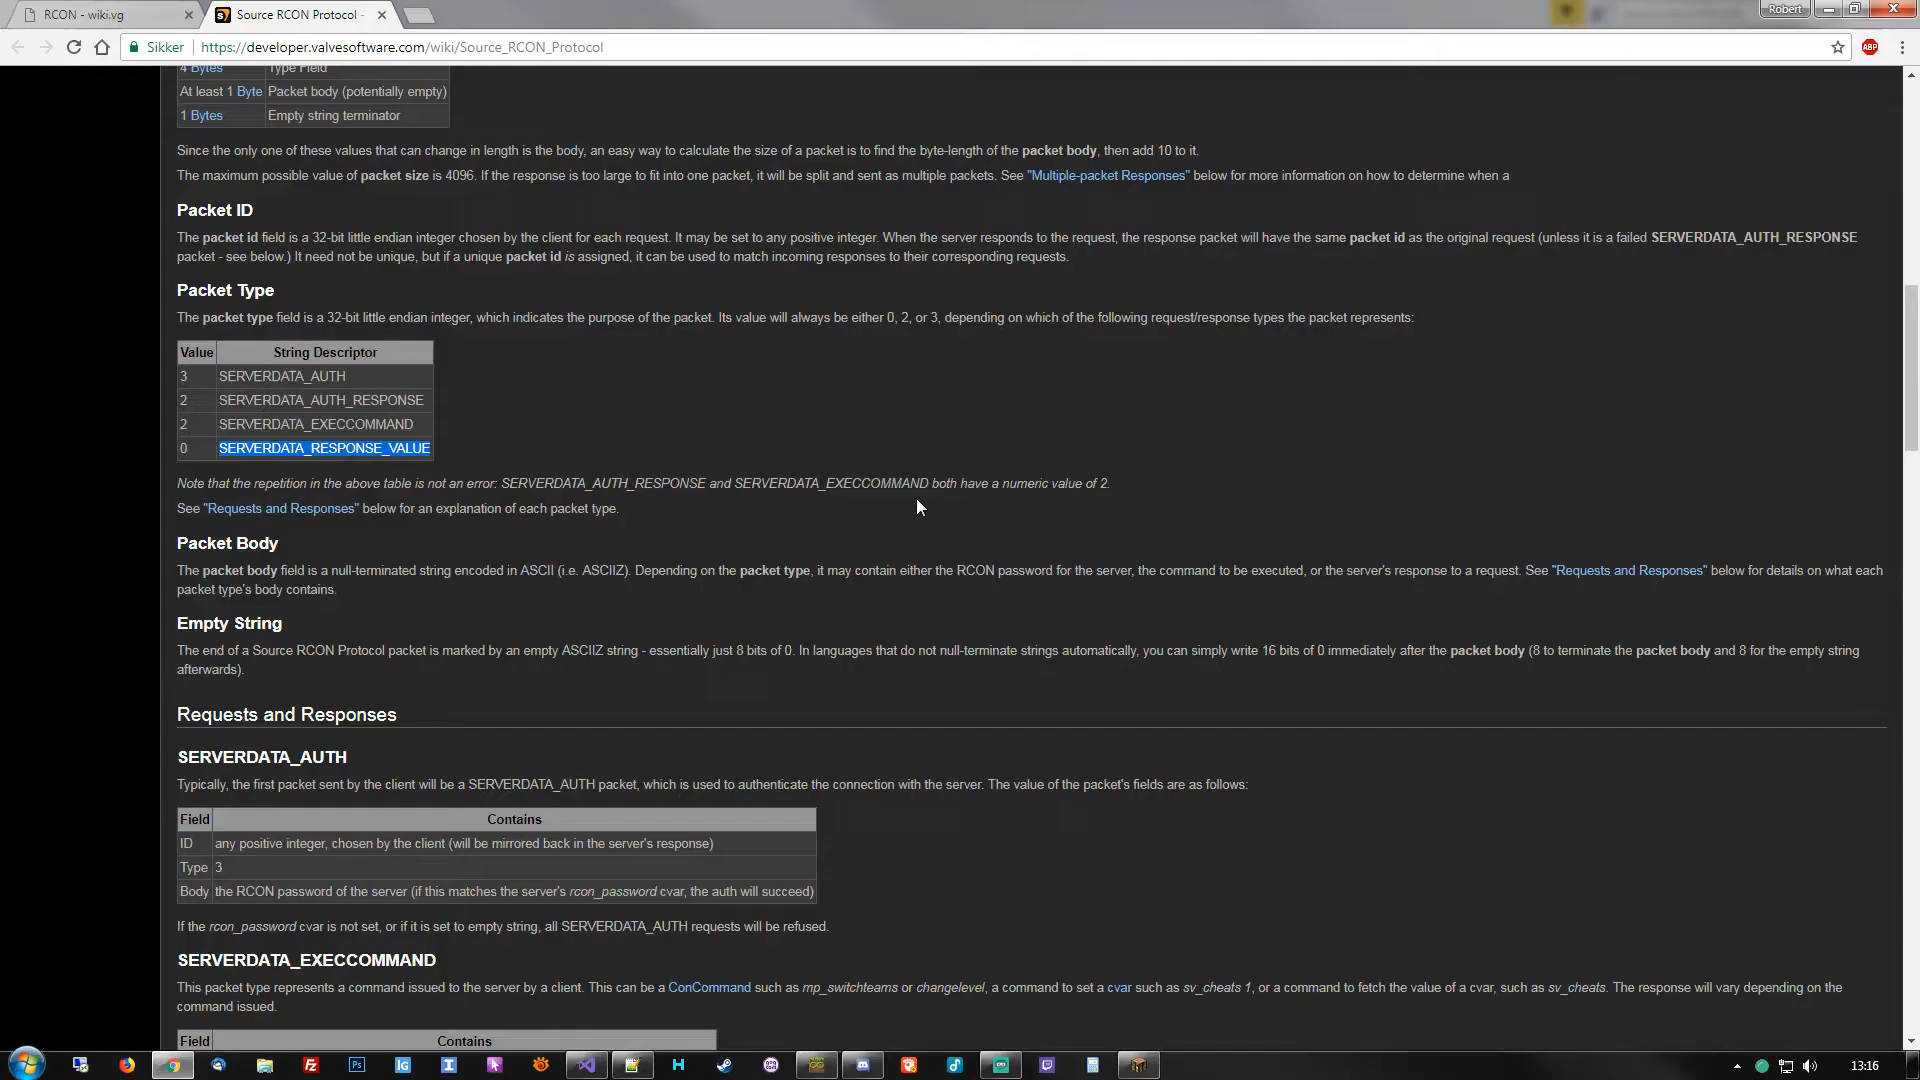 RCON - wiki.vg
Source RCON Protocol -
Robert
Sikker
https://developer.valvesoftware.com/wiki/Source_RCON_Protocol
ABP
4 Bytes Type Field
At least 1 Byte Packet body (potentially empty)
1 Bytes Empty string terminator
Since the only one of these values that can change in length is the body, an easy way to calculate the size of a packet is to find the byte-length of the packet body, then add 10 to it.
The maximum possible value of packet size is 4096. If the response is too large to fit into one packet, it will be split and sent as multiple packets. See "Multiple-packet Responses" below for more information on how to determine when a
Packet ID
The packet id field is a 32-bit little endian integer chosen by the client for each request. It may be set to any positive integer. When the server responds to the request, the response packet will have the same packet id as the original request (unless it is a failed SERVERDATA_AUTH_RESPONSE
packet - see below.) It need not be unique, but if a unique packet id is assigned, it can be used to match incoming responses to their corresponding requests.
Packet Type
The packet type field is a 32-bit little endian integer, which indicates the purpose of the packet. Its value will always be either 0, 2, or 3, depending on which of the following request/response types the packet represents:
Value String Descriptor
3 SERVERDATA_AUTH
2 SERVERDATA_AUTH_RESPONSE
2 SERVERDATA_EXECCOMMAND
0 SERVERDATA_RESPONSE_VALUE
Note that the repetition in the above table is not an error: SERVERDATA_AUTH_RESPONSE and SERVERDATA_EXECCOMMAND both have a numeric value of 2.
See "Requests and Responses" below for an explanation of each packet type.
Packet Body
The packet body field is a null-terminated string encoded in ASCII (i.e. ASCIIZ). Depending on the packet type, it may contain either the RCON password for the server, the command to be executed, or the server's response to a request. See "Requests and Responses" below for details on what each
packet type's body contains.
Empty String
The end of a Source RCON Protocol packet is marked by an empty ASCIIZ string - essentially just 8 bits of 0. In languages that do not null-terminate strings automatically, you can simply write 16 bits of 0 immediately after the packet body (8 to terminate the packet body and 8 for the empty string
afterwards).
Requests and Responses
SERVERDATA_AUTH
Typically, the first packet sent by the client will be a SERVERDATA_AUTH packet, which is used to authenticate the connection with the server. The value of the packet's fields are as follows:
Field Contains
ID any positive integer, chosen by the client (will be mirrored back in the server's response)
Type 3
Body the RCON password of the server (if this matches the server's rcon_password cvar, the auth will succeed)
If the rcon_password cvar is not set, or if it is set to empty string, all SERVERDATA_AUTH requests will be refused.
SERVERDATA_EXECCOMMAND
This packet type represents a command issued to the server by a client. This can be a ConCommand such as mp_switchteams or changelevel, a command to set a cvar such as sv_cheats 1, or a command to fetch the value of a cvar, such as sv_cheats. The response will vary depending on the
command issued.
Field Contains
13:16